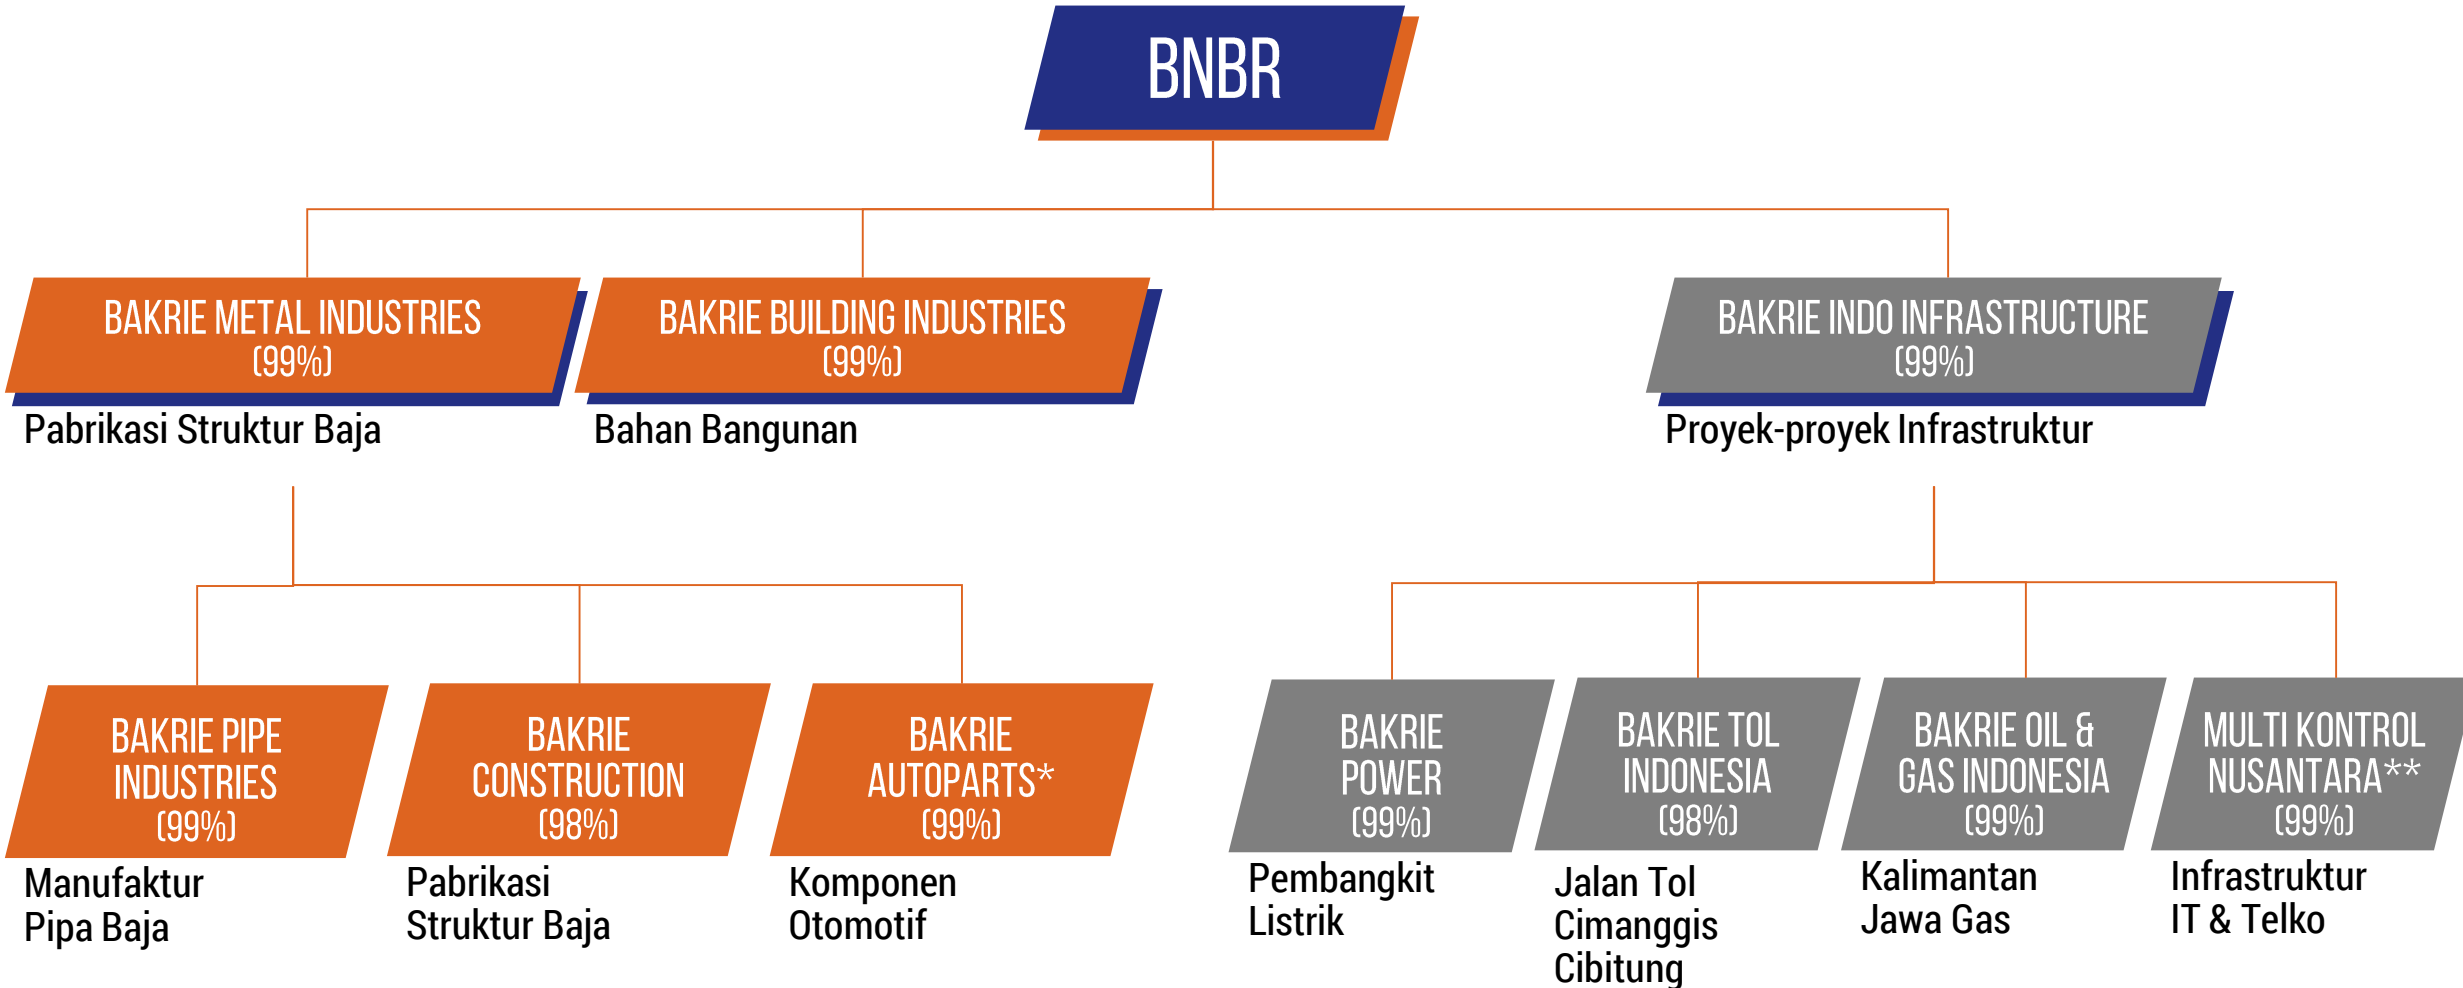 BNBR
BAKRIE METAL INDUSTRIES
(99%)
Pabrikasi Struktur Baja
BAKRIE BUILDING INDUSTRIES
(99%)
Bahan Bangunan
BAKRIE INDO INFRASTRUCTURE
(99%)
Proyek-proyek Infrastruktur
BAKRIE PIPE
INDUSTRIES
(99%)
Manufaktur
Pipa Baja
BAKRIE
CONSTRUCTION
(98%)
Pabrikasi
Struktur Baja
BAKRIE
AUTOPARTS*
(99%)
Komponen
Otomotif
BAKRIE
POWER
(99%)
Pembangkit
Listrik
BAKRIE TOL
INDONESIA
(98%)
Jalan Tol
Cimanggis
Cibitung
BAKRIE OIL &
GAS INDONESIA
(99%)
Kalimantan
Jawa Gas
MULTI KONTROL
NUSANTARA**
(99%)
Infrastruktur
IT & Telko